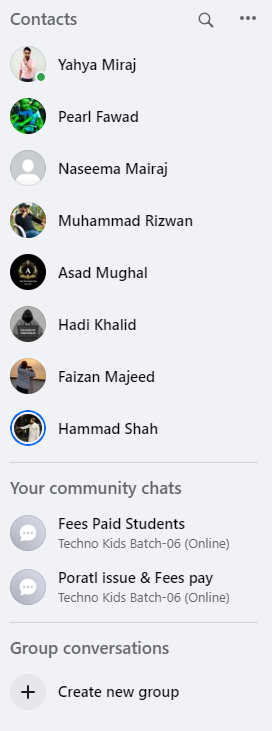 Contacts
Yahya Miraj
Pearl Fawad
Naseema Mairaj
Muhammad Rizwan
Asad Mughal
Hadi Khalid
Faizan Majeed
Hammad Shah
Your community chats
Fees Paid Students
Techno Kids Batch-06 (Online)
Poratl issue & Fees pay
Techno Kids Batch-06 (Online)
Group conversations
Create new group